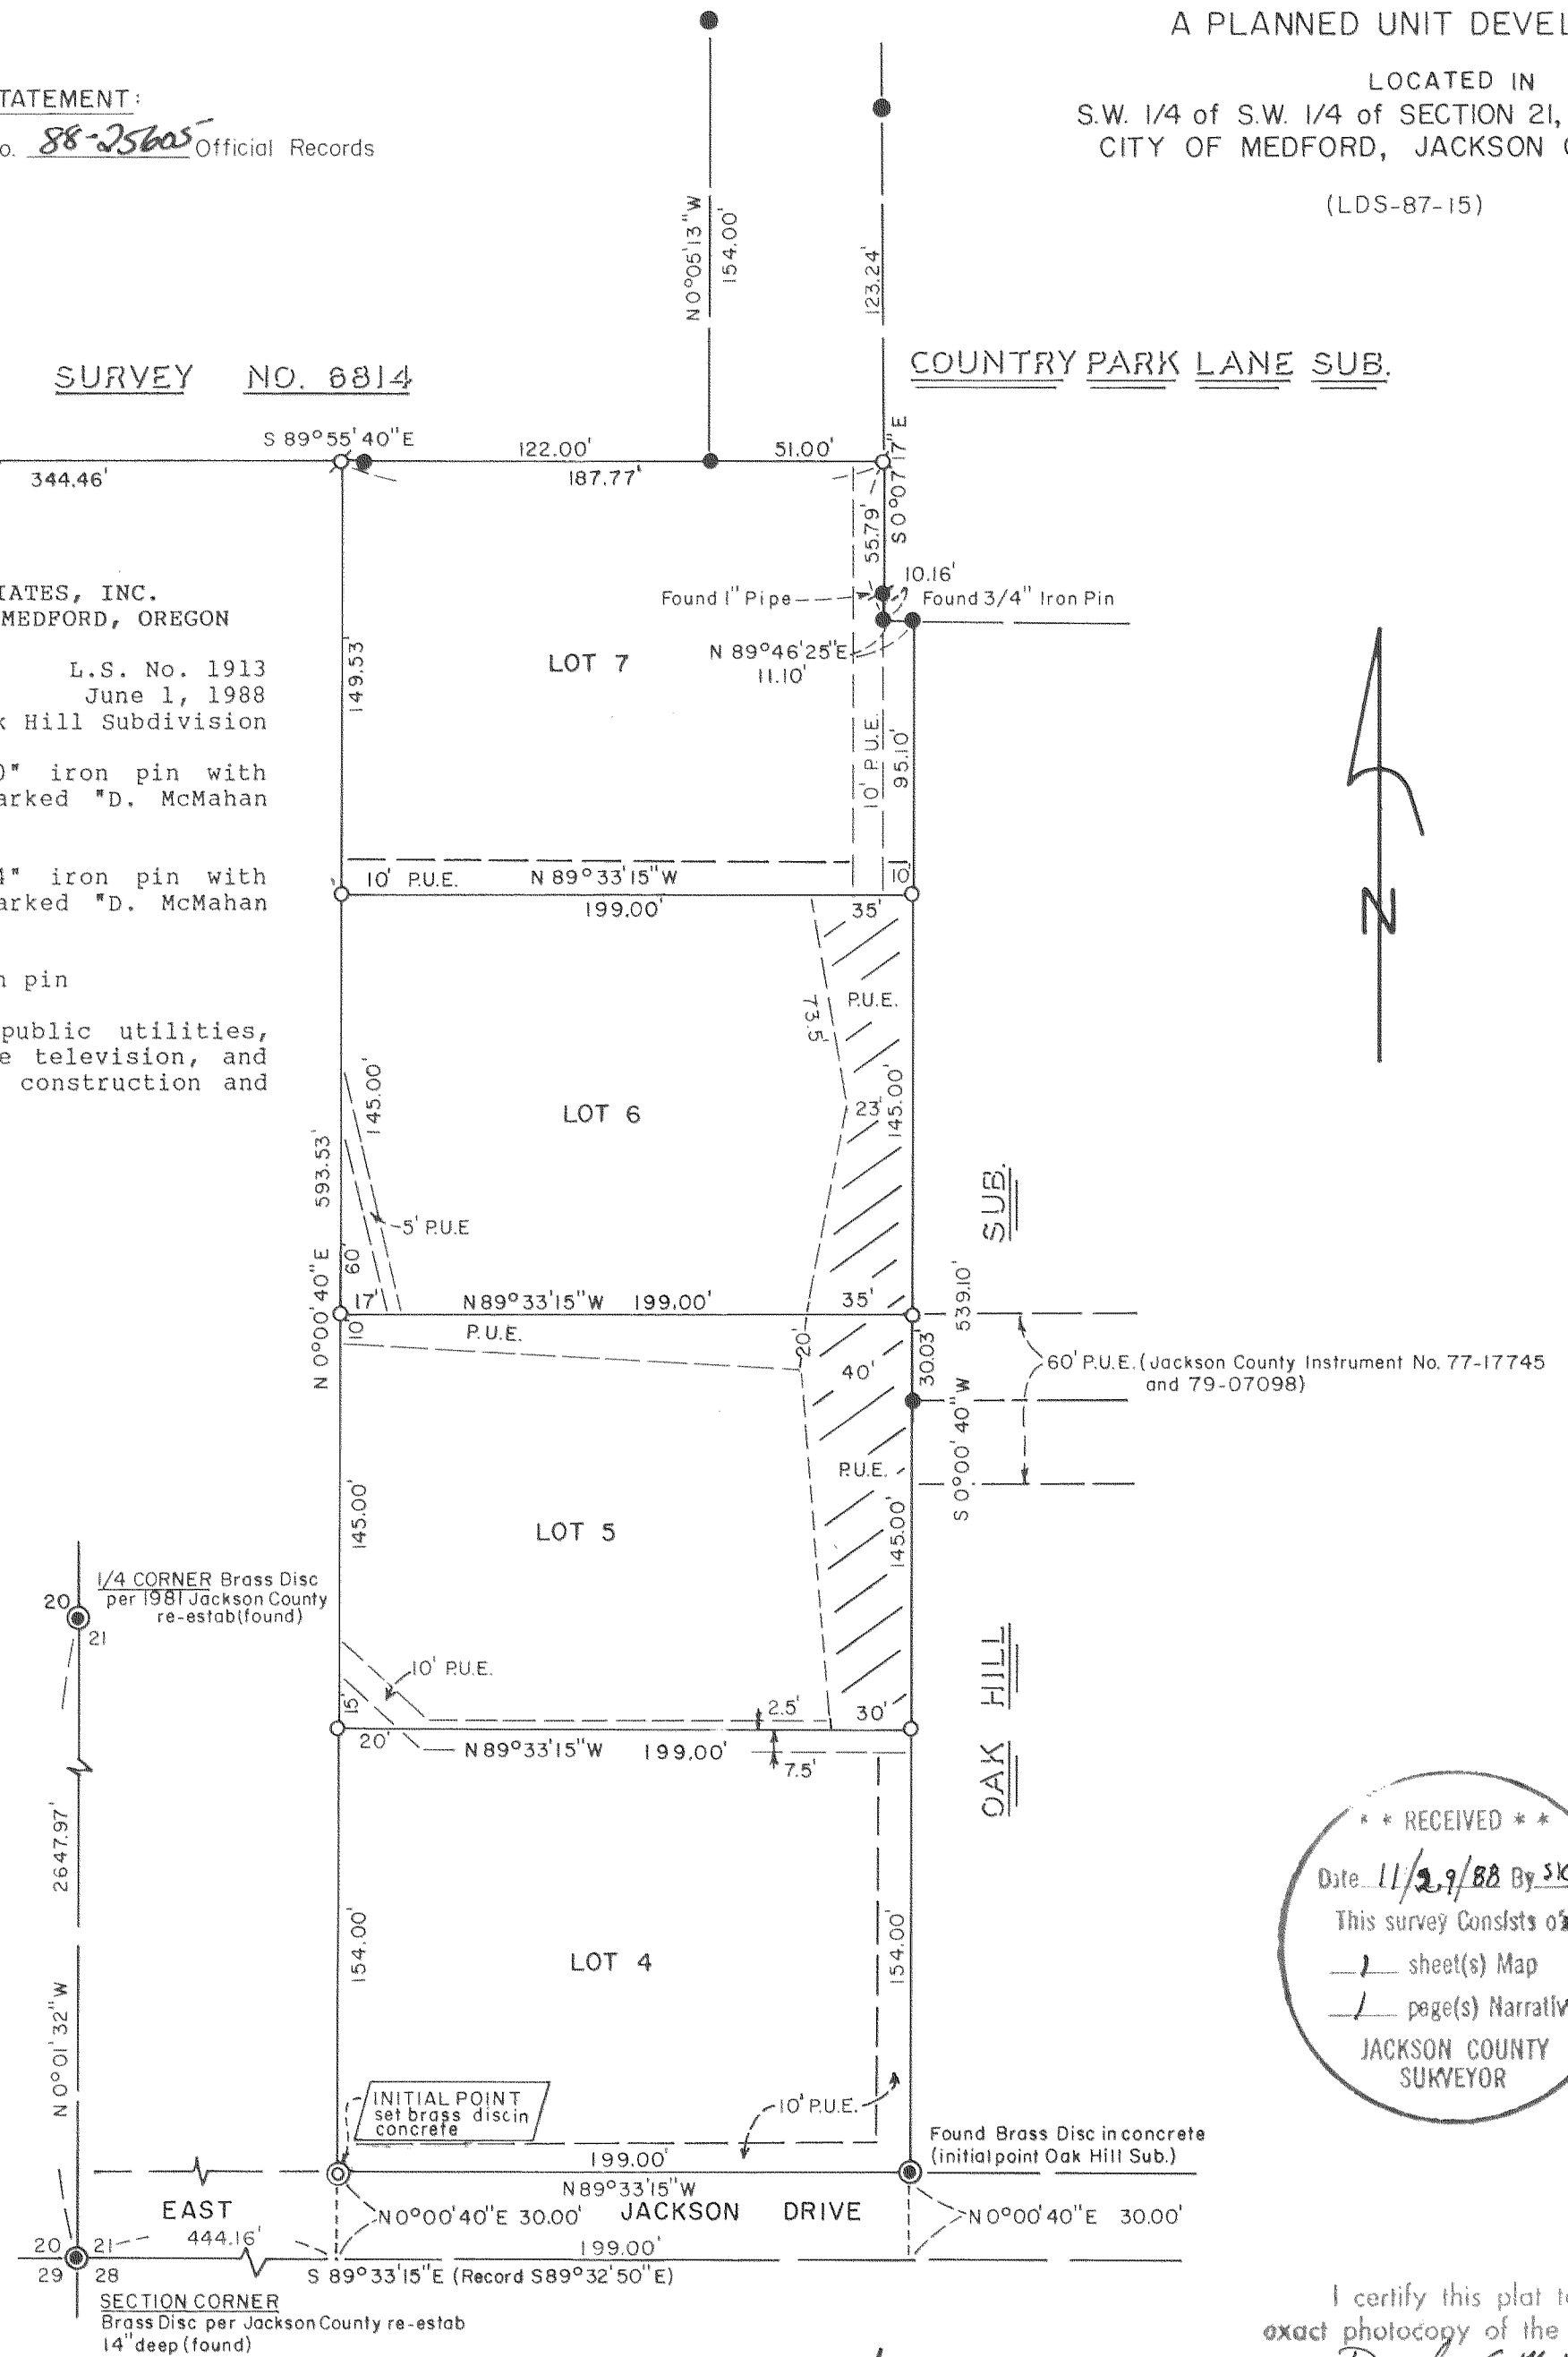 A PLANNED UNIT
LOCATED IN
S.W. 1/4 of S.W. 1/4 of SECTION 21,
CITY OF MEDFORD, JACKSON
(LDS-87-15)
TATEMENT:
o. 88-25605 Official Records
N 0°05'13"W
154.00'
123.24'
SURVEY NO. 6814
COUNTRY PARK LANE SUB.
S 89°55'40"E
122.00'
51.00'
344.46'
187.77'
S 0°07'17"E
55.79'
10.16'
Found 1" Pipe
Found 3/4" Iron Pin
N 89°46'25"E
11.10'
IATES, INC.
MEDFORD, OREGON
L.S. No. 1913
June 1, 1988
k Hill Subdivision
0" iron pin with
arked "D. McMahan
4" iron pin with
arked "D. McMahan
n pin
public utilities,
e television, and
construction and
149.53'
LOT 7
10' P.U.E.
95.10'
10' P.U.E. N 89°33'15"W 10'
199.00'
35'
73.5'
P.U.E.
N
145.00'
LOT 6
23'
145.00'
593.53'
5' P.U.E
60'
17' N89°33'15"W 199.00' 35'
N 0°00'40"E
10'
P.U.E.
20'
40'
30.03'
539.10'
SUB.
60' P.U.E. (Jackson County Instrument No. 77-17745
and 79-07098)
S 0°00'40"W
P.U.E.
145.00'
LOT 5
145.00'
1/4 CORNER Brass Disc
per 1981 Jackson County
re-estab(found)
20
21
10' P.U.E.
15'
2.5'
30'
20'
N89°33'15"W 199.00'
7.5'
OAK HILL
2647.97'
N 0°01'32"W
154.00'
LOT 4
154.00'
* * RECEIVED * *
Date 11/29/88 By
This survey Consists of
1 sheet(s) Map
1 page(s) Narrativ
JACKSON COUNTY
SURVEYOR
INITIAL POINT
set brass disc in
concrete
10' P.U.E.
Found Brass Disc in concrete
(initial point Oak Hill Sub.)
199.00'
N89°33'15"W
EAST JACKSON DRIVE
N0°00'40"E 30.00'
N0°00'40"E 30.00'
444.16'
199.00'
20 21
29 28
S 89°33'15"E (Record S89°32'50"E)
SECTION CORNER
Brass Disc per Jackson County re-estab
14" deep (found)
I certify this plat
exact photocopy of the